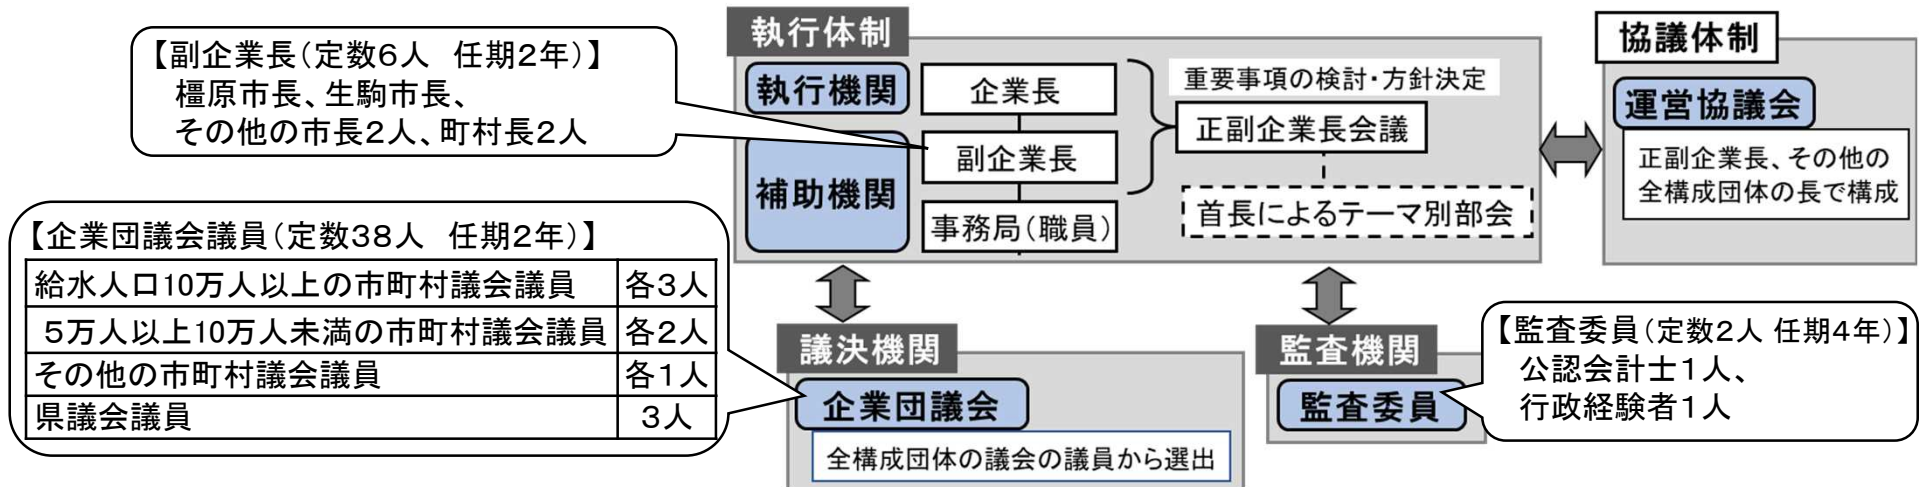 【副企業長(定数6人 任期2年)】
橿原市長、生駒市長、
その他の市長2人、町村長2人
【企業団議会議員(定数38人 任期2年)】
給水人口10万人以上の市町村議会議員 各3人
5万人以上10万人未満の市町村議会議員 各2人
その他の市町村議会議員 各1人
県議会議員 3人
執行体制
執行機関
企業長
補助機関
副企業長
事務局(職員)
重要事項の検討・方針決定
正副企業長会議
首長によるテーマ別部会
協議体制
運営協議会
正副企業長、その他の
全構成団体の長で構成
議決機関
企業団議会
全構成団体の議会の議員から選出
監査機関
監査委員
【監査委員(定数2人 任期4年)】
公認会計士1人、
行政経験者1人